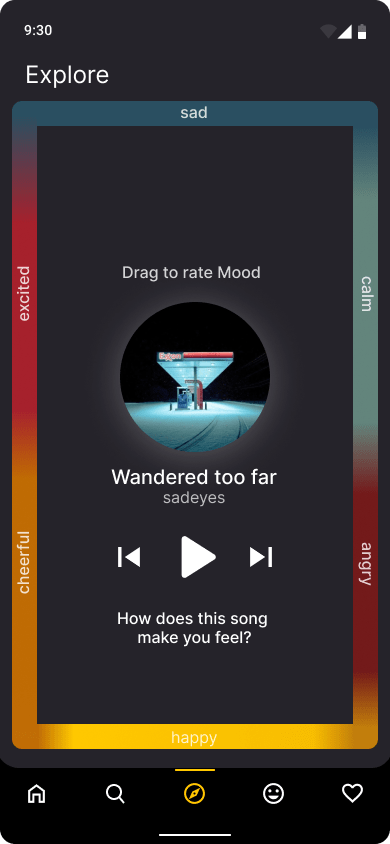 9:30
Explore
sad
excited
calm
Drag to rate Mood
Wandered too far
sadeyes
cheerful
angry
How does this song
make you feel?
happy